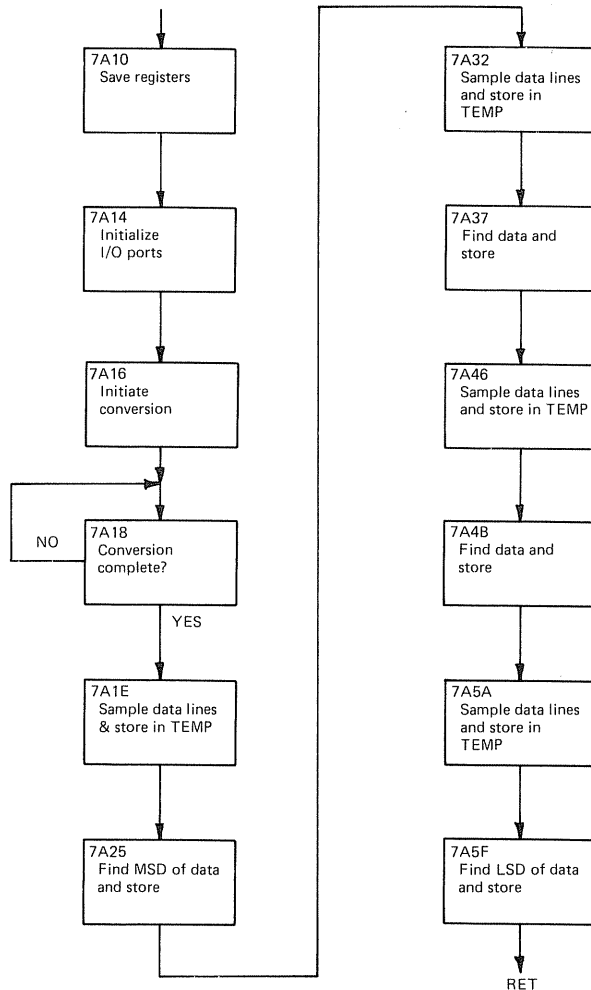 7A10
Save registers
7A14
Initialize
I/O ports
7A16
Initiate
conversion
7A18
Conversion
complete?
NO
YES
7A1E
Sample data lines
& store in TEMP
7A25
Find MSD of data
and store
7A32
Sample data lines
and store in
TEMP
7A37
Find data and
store
7A46
Sample data lines
and store in TEMP
7A4B
Find data and
store
7A5A
Sample data lines
and store in
TEMP
7A5F
Find LSD of data
and store
RET